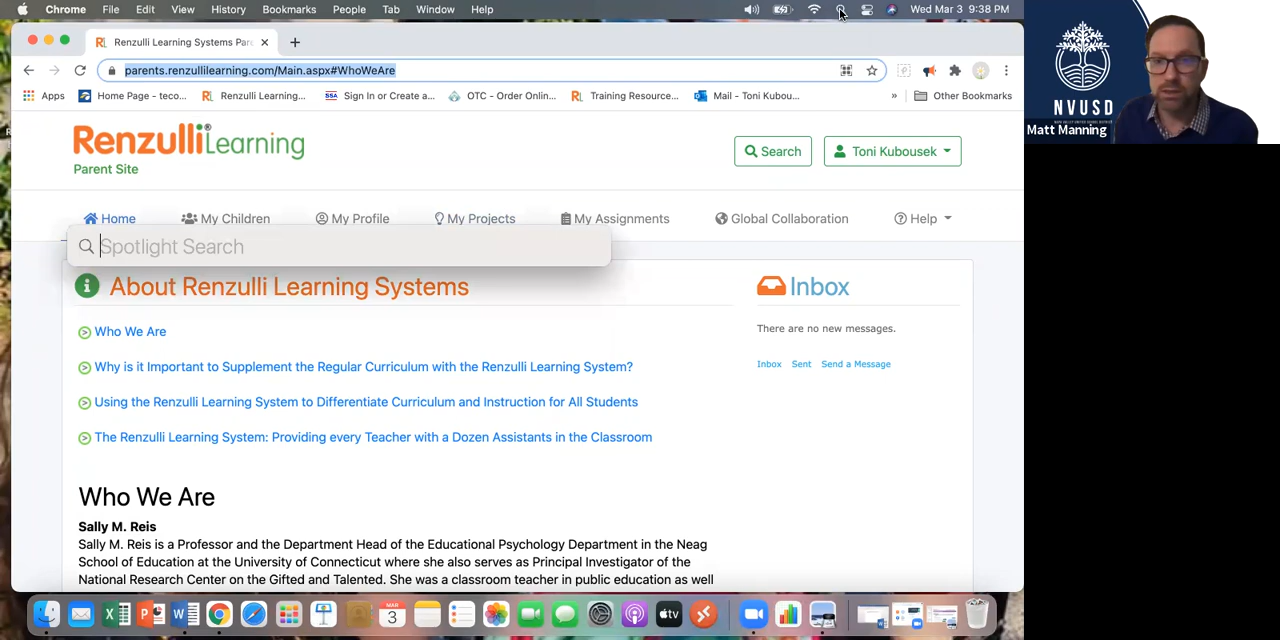 Chrome File Edit View History Bookmarks People Tab Window Help Wed Mar 3 9:38 PM
Renzulli Learning Systems Par
parents.renzullilearning.com/Main.aspx#WhoWeAre
Apps Home Page - teco... Renzulli Learning... SSA Sign In or Create a... OTC - Order Onlin... Training Resource... Mail - Toni Kubou... » Other Bookmarks
RenzulliLearning®
Parent Site
Search Toni Kubousek
Home My Children My Profile My Projects My Assignments Global Collaboration Help
Spotlight Search
About Renzulli Learning Systems
Who We Are
Why is it Important to Supplement the Regular Curriculum with the Renzulli Learning System?
Using the Renzulli Learning System to Differentiate Curriculum and Instruction for All Students
The Renzulli Learning System: Providing every Teacher with a Dozen Assistants in the Classroom
Inbox
There are no new messages.
Inbox Sent Send a Message
Who We Are
Sally M. Reis
Sally M. Reis is a Professor and the Department Head of the Educational Psychology Department in the Neag
School of Education at the University of Connecticut where she also serves as Principal Investigator of the
National Research Center on the Gifted and Talented. She was a classroom teacher in public education as well
MAR
3
tv
NVUSD
Matt Manning